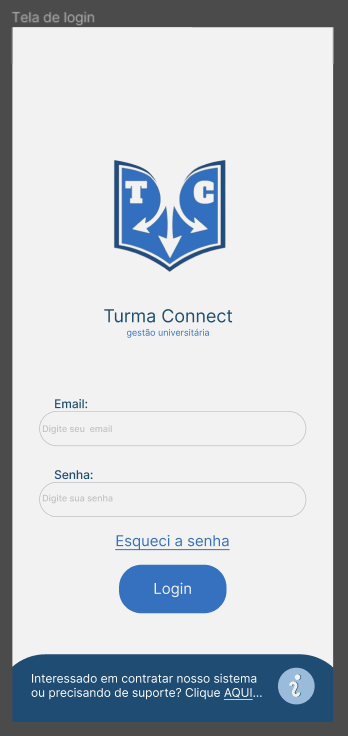 Tela de login
T C
Turma Connect
gestão universitária
Email:
Digite seu email
Senha:
Digite sua senha
Esqueci a senha
Login
Interessado em contratar nosso sistema
ou precisando de suporte? Clique AQUI...
i